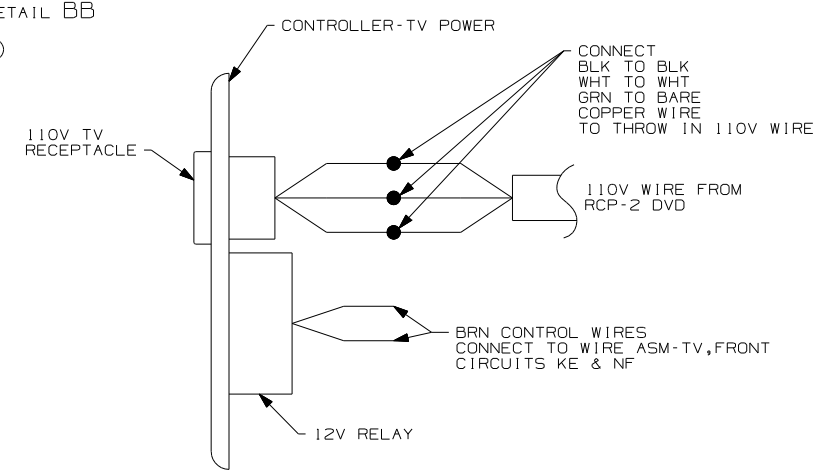 ETAIL BB
CONTROLLER-TV POWER
CONNECT
BLK TO BLK
WHT TO WHT
GRN TO BARE
COPPER WIRE
TO THROW IN 110V WIRE
110V TV
RECEPTACLE
110V WIRE FROM
RCP-2 DVD
BRN CONTROL WIRES
CONNECT TO WIRE ASM-TV,FRONT
CIRCUITS KE & NF
12V RELAY